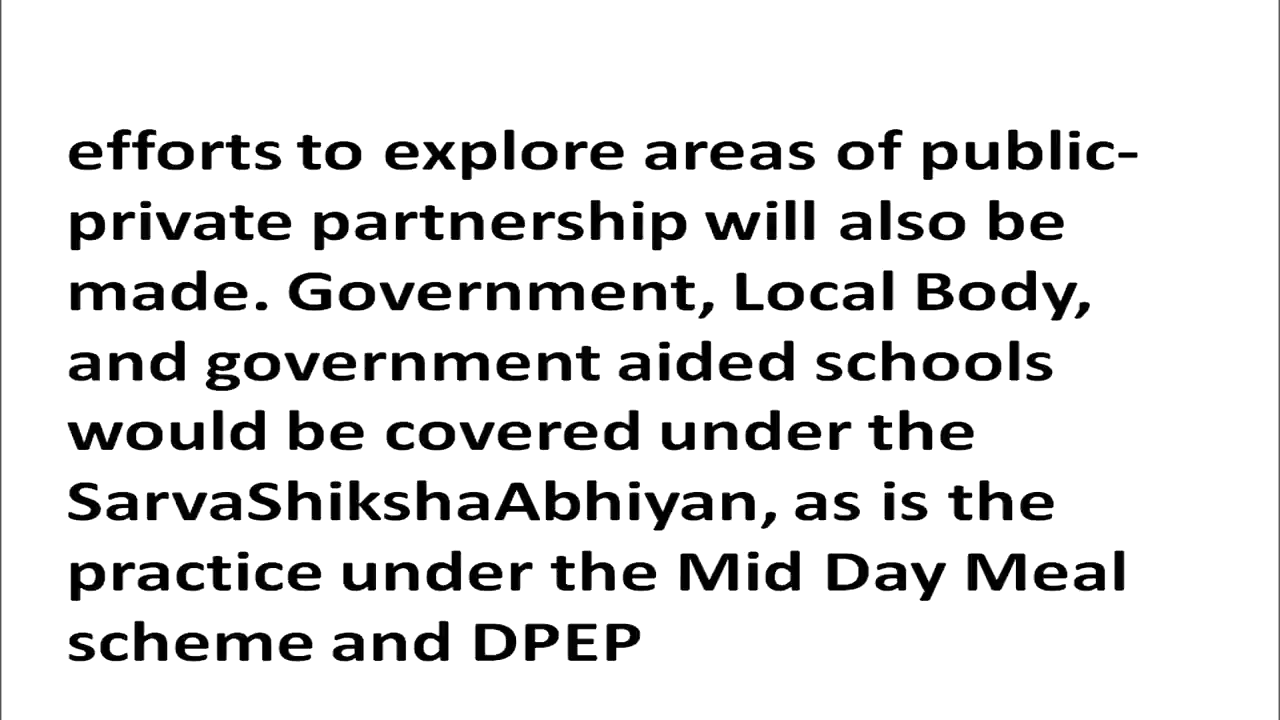 efforts to explore areas of public-
private partnership will also be
made. Government, Local Body,
and government aided schools
would be covered under the
SarvaShikshaAbhiyan, as is the
practice under the Mid Day Meal
scheme and DPEP